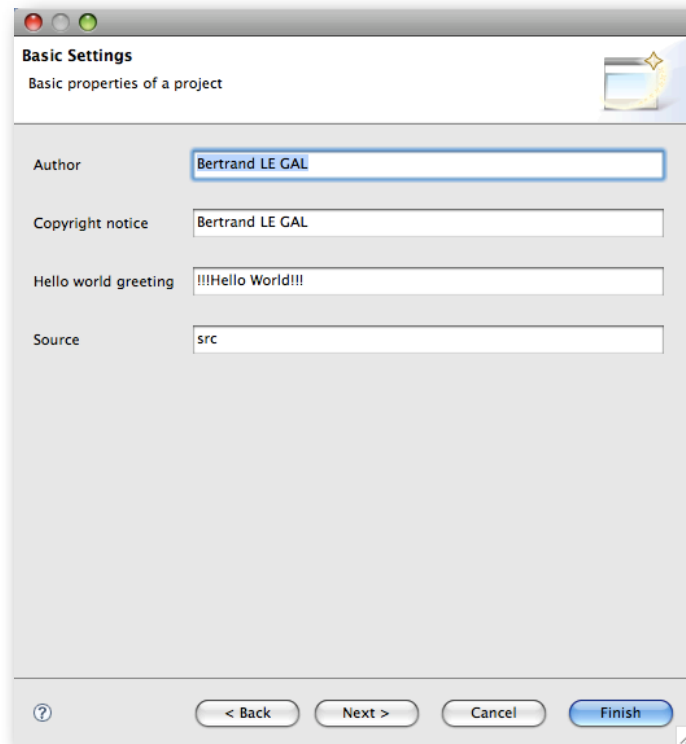 Basic Settings
Basic properties of a project
Author Bertrand LE GAL
Copyright notice Bertrand LE GAL
Hello world greeting !!!Hello World!!!
Source src
? < Back Next > Cancel Finish